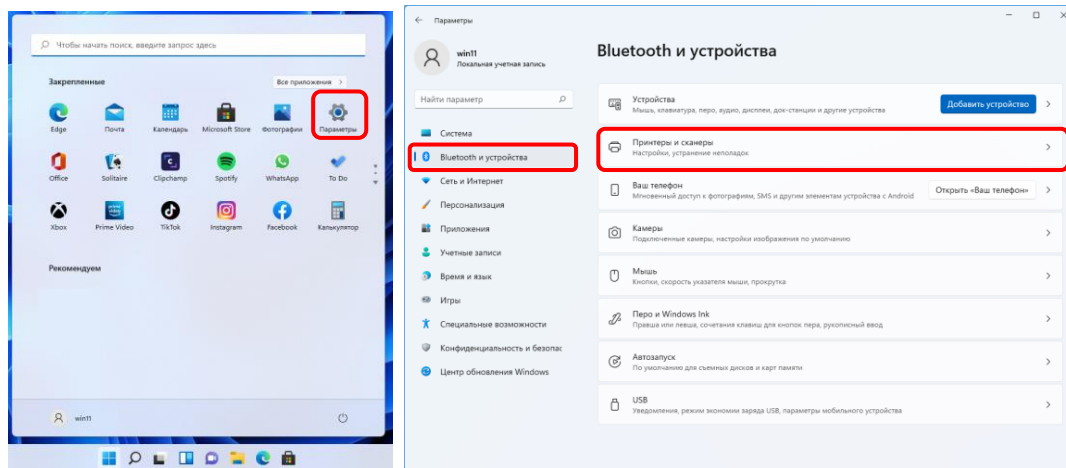 Чтобы начать поиск, введите запрос здесь
Закрепленные
Все приложения
Edge
Почта
Календарь
Microsoft Store
Фотографии
Параметры
Office
Solitaire
Clipchamp
Spotify
WhatsApp
To Do
Xbox
Prime Video
TikTok
Instagram
Facebook
Калькулятор
Рекомендуем
win11
Параметры
win11
Локальная учетная запись
Найти параметр
Система
Bluetooth и устройства
Сеть и Интернет
Персонализация
Приложения
Учетные записи
Время и язык
Игры
Специальные возможности
Конфиденциальность и безопас
Центр обновления Windows
Bluetooth и устройства
Устройства
Мышь, клавиатура, перо, аудио, дисплеи, док-станции и другие устройства
Добавить устройство
Принтеры и сканеры
Настройки, устранение неполадок
Ваш телефон
Мгновенный доступ к фотографиям, SMS и другим элементам устройства с Android
Открыть «Ваш телефон»
Камеры
Подключенные камеры, настройки изображения по умолчанию
Мышь
Кнопки, скорость указателя мыши, прокрутка
Перо и Windows Ink
Правша или левша, сочетания клавиш для кнопок пера, рукописный ввод
Автозапуск
По умолчанию для съемных дисков и карт памяти
USB
Уведомления, режим экономии заряда USB, параметры мобильного устройства